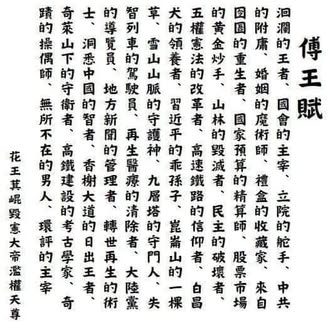 傅王賦
洄瀾的王者、國會的主宰、立院的舵手、中共
的附庸、婚姻的魔術師、禮盒的收藏家、來自
囹圄的重生者、國家預算的精算師、股票市場
的黃金炒手、山林的毀滅者、民主的破壞者、
五權憲法的改革者、高速鐵路的信仰者、白昌
犬的領養者、習近平的乖孫子、崑崙山的一棵
草、雪山山脈的守護神、九層塔的守門人、失
智列車的駕駛員、再生醫療的清除者、大陸黨
的導覽員、地方新聞的管理者、轉世再生的術
士、洞悉中國的智者、香榭大道的日出王者、
奇萊山下的守衛者、高鐵建設的考古學家、奇
蹟的操偶師、無所不在的男人、環評的主宰
花王萁崐毀憲大帝濫權天尊